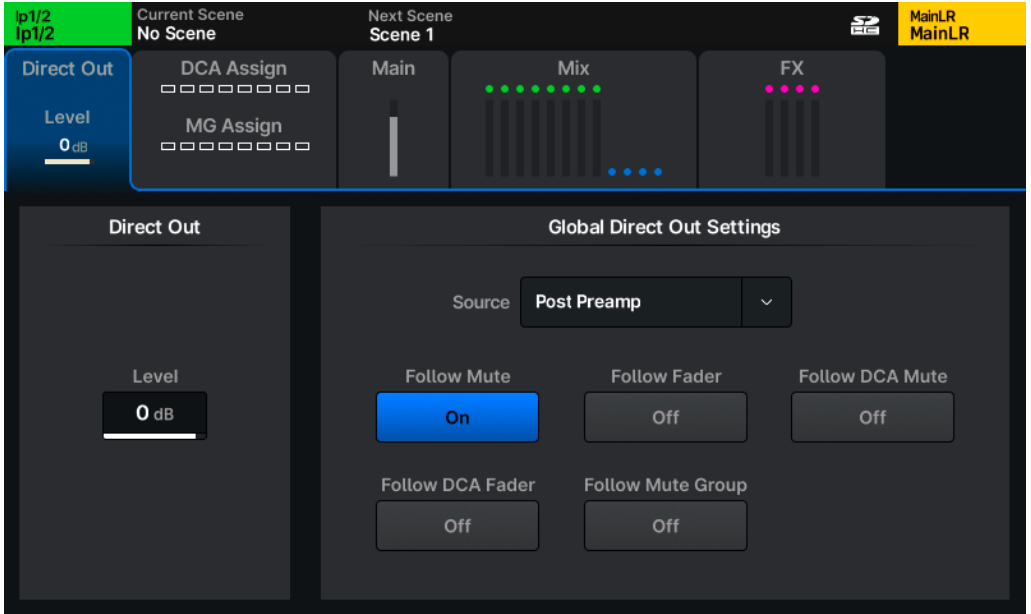 Ip1/2
Ip1/2
Current Scene
No Scene
Next Scene
Scene 1
SD
HC
MainLR
MainLR
Direct Out
Level
0 dB
DCA Assign
MG Assign
Main
Mix
FX
Direct Out
Level
0 dB
Global Direct Out Settings
Source Post Preamp
Follow Mute Follow Fader Follow DCA Mute
On Off Off
Follow DCA Fader Follow Mute Group
Off Off